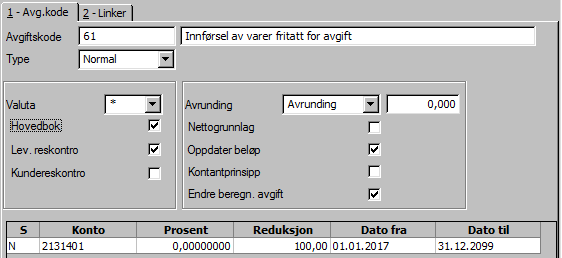 1 - Avg.kode 2 - Linker
Avgiftskode 61 Innførsel av varer fritatt for avgift
Type Normal
Valuta * Avrunding Avrunding 0,000
Hovedbok Nettogrunnlag
Lev. reskontro Oppdater beløp
Kundereskontro Kontantprinsipp
Endre beregn. avgift
S Konto Prosent Reduksjon Dato fra Dato til
N 2131401 0,00000000 100,00 01.01.2017 31.12.2099